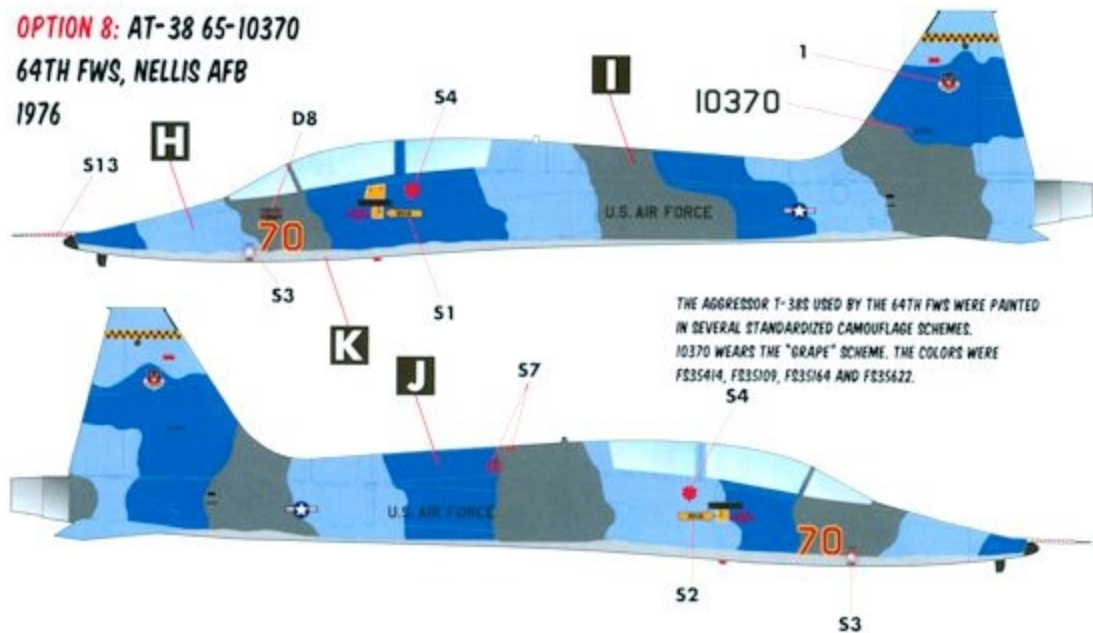 OPTION 8: AT-38 65-10370
64TH FWS, NELLIS AFB
1976
S13
H
D8
S4
I
1
10370
70
U.S. AIR FORCE
S3
K
S1
THE AGGRESSOR T-38S USED BY THE 64TH FWS WERE PAINTED
IN SEVERAL STANDARDIZED CAMOUFLAGE SCHEMES.
10370 WEARS THE "GRAPE" SCHEME. THE COLORS WERE
FS35414, FS35109, FS35164 AND FS35622.
J
S7
S4
U.S. AIR FORCE
70
S2
S3